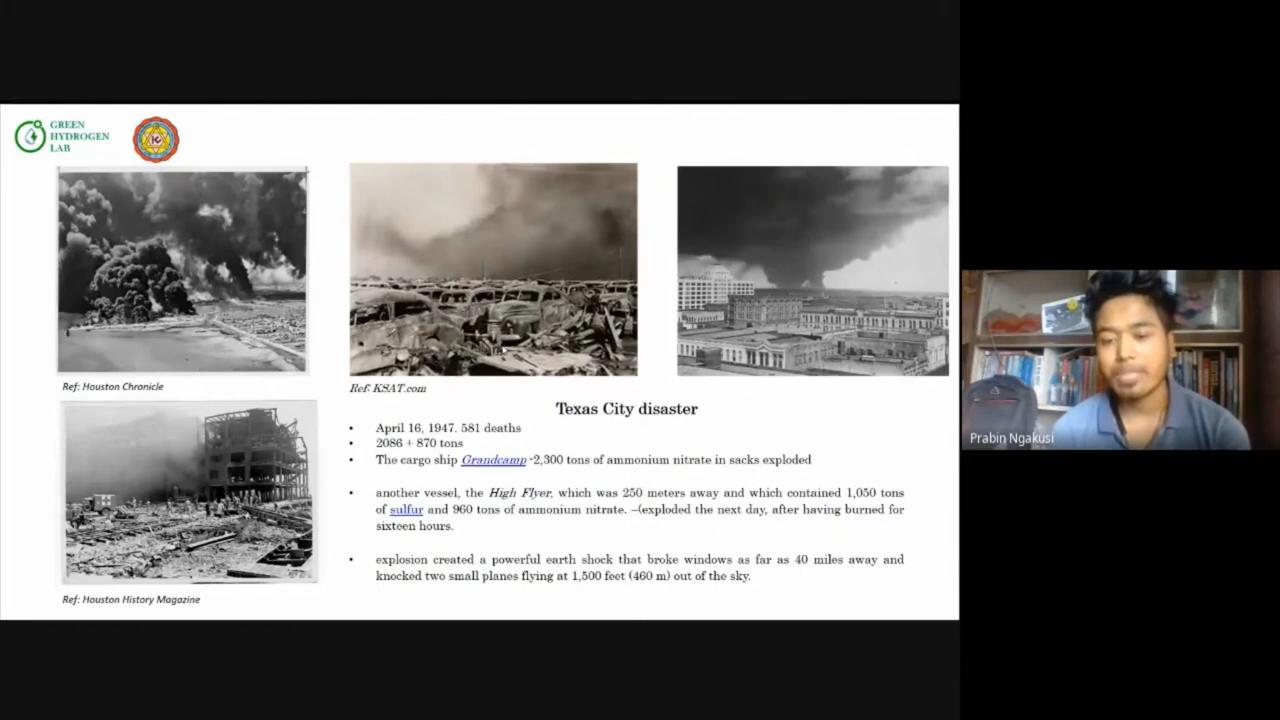 GREEN
HYDROGEN
LAB
Ref: Houston Chronicle
Ref: KSAT.com
Texas City disaster
• April 16, 1947. 581 deaths
• 2086 + 870 tons
• The cargo ship Grandcamp -2,300 tons of ammonium nitrate in sacks exploded
• another vessel, the High Flyer, which was 250 meters away and which contained 1,050 tons
of sulfur and 960 tons of ammonium nitrate. –(exploded the next day, after having burned for
sixteen hours.
• explosion created a powerful earth shock that broke windows as far as 40 miles away and
knocked two small planes flying at 1,500 feet (460 m) out of the sky.
Ref: Houston History Magazine
Prabin Ngakusi